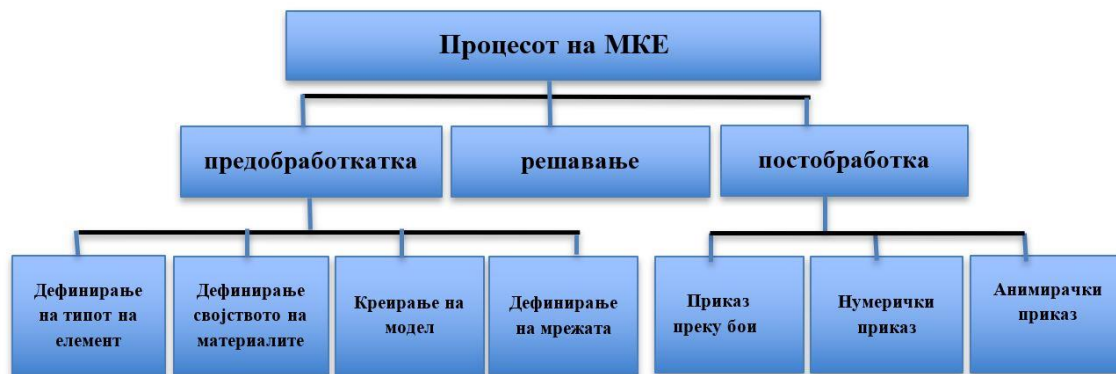 Процесот на МКЕ
предобработкатка
решавање
постобработка
Дефинирање
на типот на
елемент
Дефинирање
својството на
материалите
Креирање на
модел
Дефинирање
на мрежата
Приказ
преку бои
Нумерички
приказ
Анимирачки
приказ